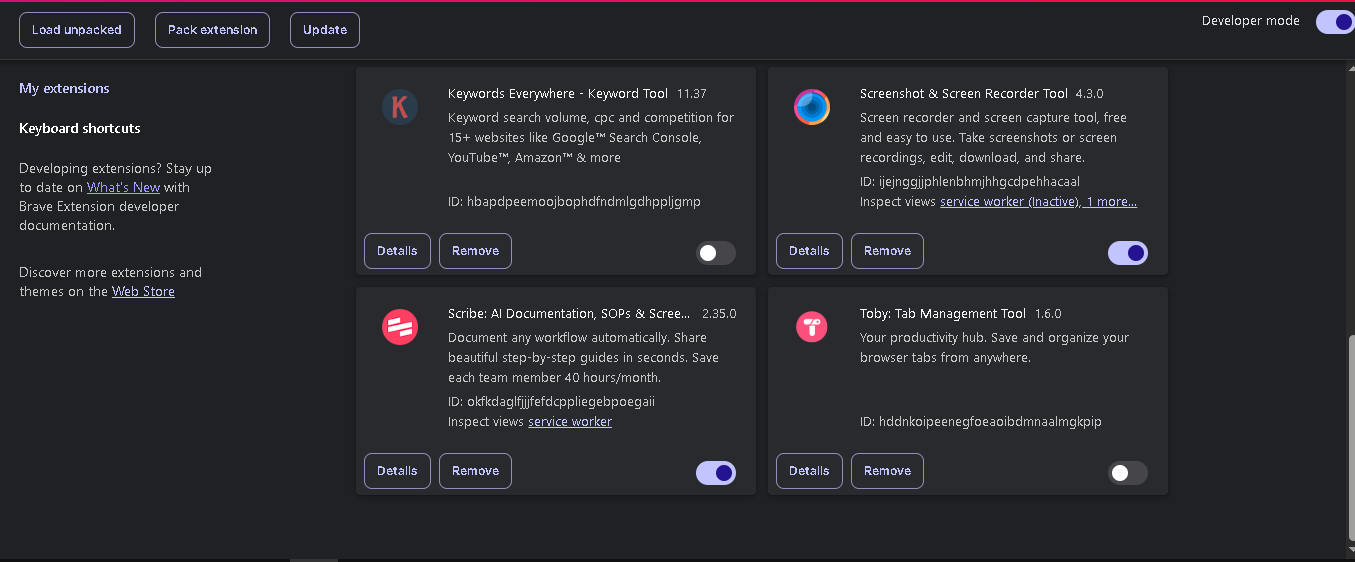 Load unpacked
Pack extension
Update
Developer mode
My extensions
Keyboard shortcuts
Developing extensions? Stay up
to date on What's New with
Brave Extension developer
documentation.
Discover more extensions and
themes on the Web Store
K
Keywords Everywhere - Keyword Tool 11.37
Keyword search volume, cpc and competition for
15+ websites like Google™ Search Console,
YouTube™, Amazon™ & more
ID: hbapdpeemoojbophdfndmlgdhppljgmp
Details
Remove
Screenshot & Screen Recorder Tool 4.3.0
Screen recorder and screen capture tool, free
and easy to use. Take screenshots or screen
recordings, edit, download, and share.
ID: ijejnggjjphlenbhmjhhgcdpehhacaal
Inspect views service worker (Inactive), 1 more...
Details
Remove
Scribe: AI Documentation, SOPs & Scree... 2.35.0
Document any workflow automatically. Share
beautiful step-by-step guides in seconds. Save
each team member 40 hours/month.
ID: okfkdaglfjjjfefdcppliegebpoegaii
Inspect views service worker
Details
Remove
Toby: Tab Management Tool 1.6.0
Your productivity hub. Save and organize your
browser tabs from anywhere.
ID: hddnkoipeenegfoeaoibdmnaalmgkpip
Details
Remove